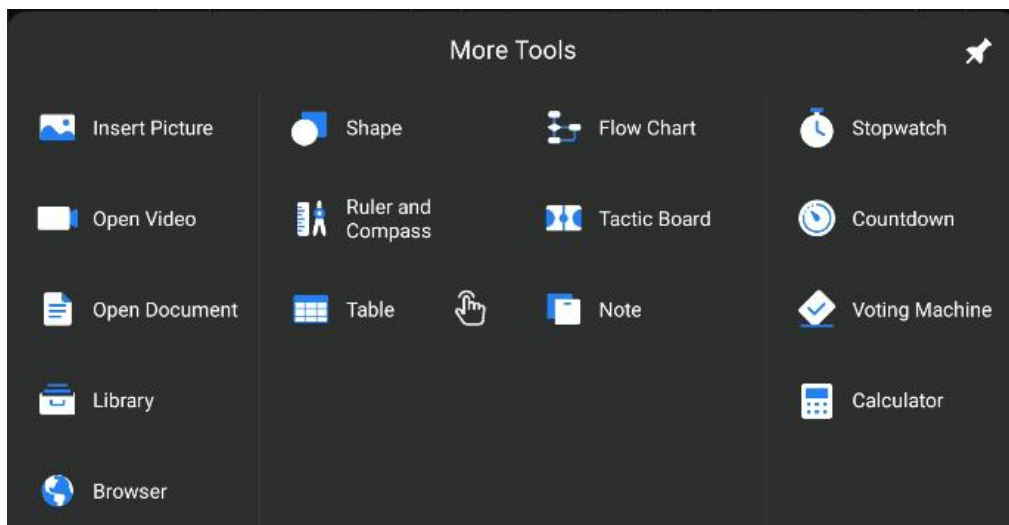 More Tools
Insert Picture
Open Video
Open Document
Library
Browser
Shape
Ruler and
Compass
Table
Flow Chart
Tactic Board
Note
Stopwatch
Countdown
Voting Machine
Calculator